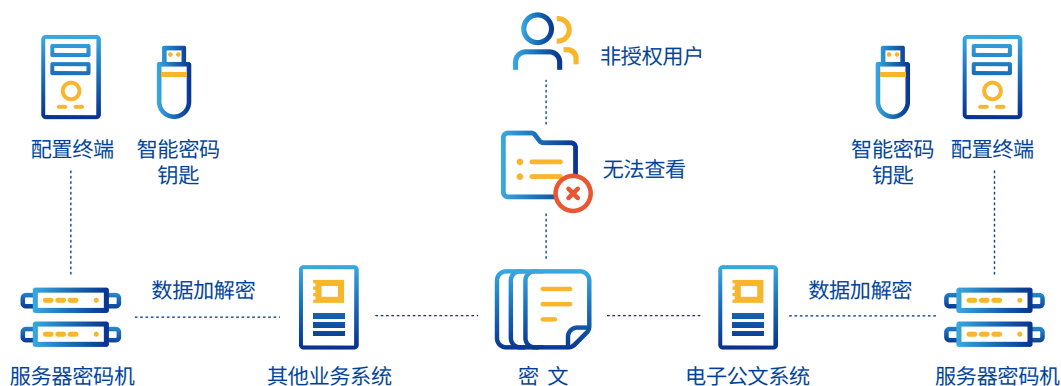 非授权用户
配置终端
智能密码
钥匙
无法查看
智能密码
钥匙
配置终端
数据加解密
数据加解密
服务器密码机
其他业务系统
密 文
电子公文系统
服务器密码机